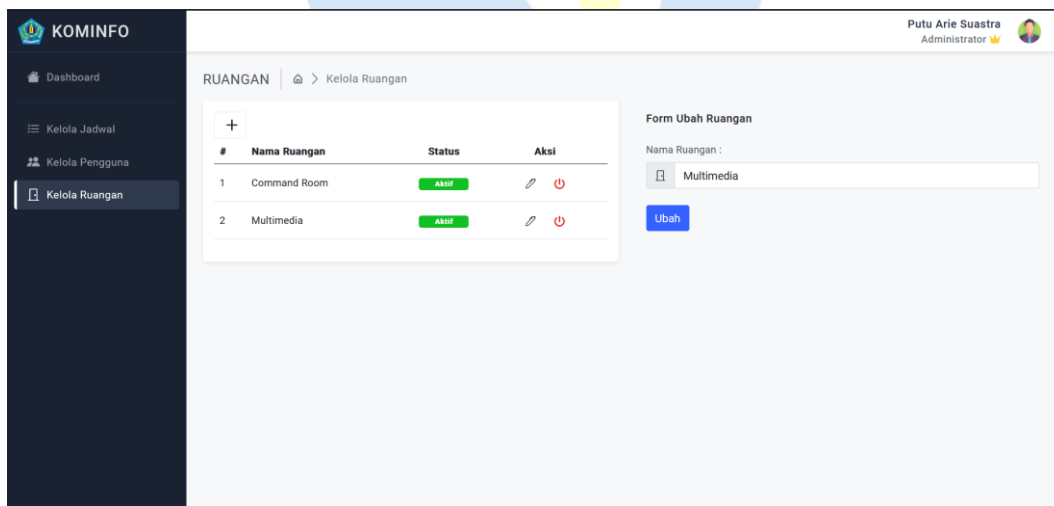 KOMINFO
Putu Arie Suastra
Administrator
Dashboard
Kelola Jadwal
Kelola Pengguna
Kelola Ruangan
RUANGAN
Kelola Ruangan
# Nama Ruangan Status Aksi
1 Command Room Aktif
2 Multimedia Aktif
Form Ubah Ruangan
Nama Ruangan :
Multimedia
Ubah